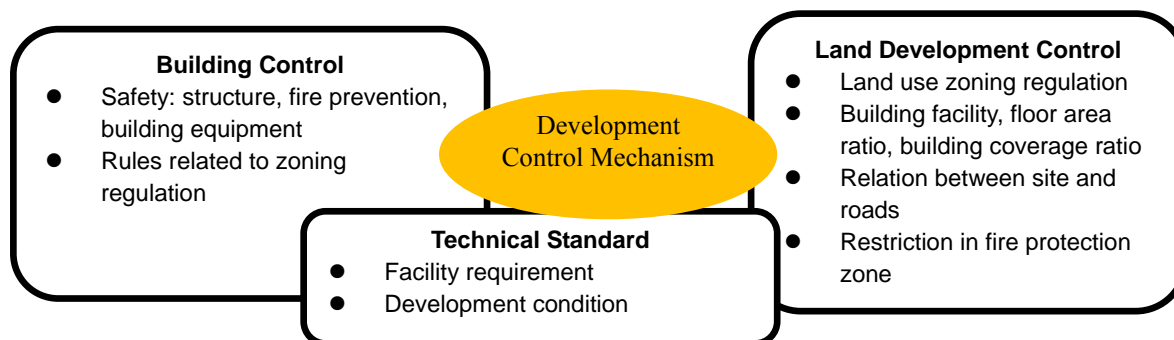 Building Control
● Safety: structure, fire prevention,
building equipment
● Rules related to zoning
regulation
Development
Control Mechanism
Land Development Control
● Land use zoning regulation
● Building facility, floor area
ratio, building coverage ratio
● Relation between site and
roads
● Restriction in fire protection
zone
Technical Standard
● Facility requirement
● Development condition